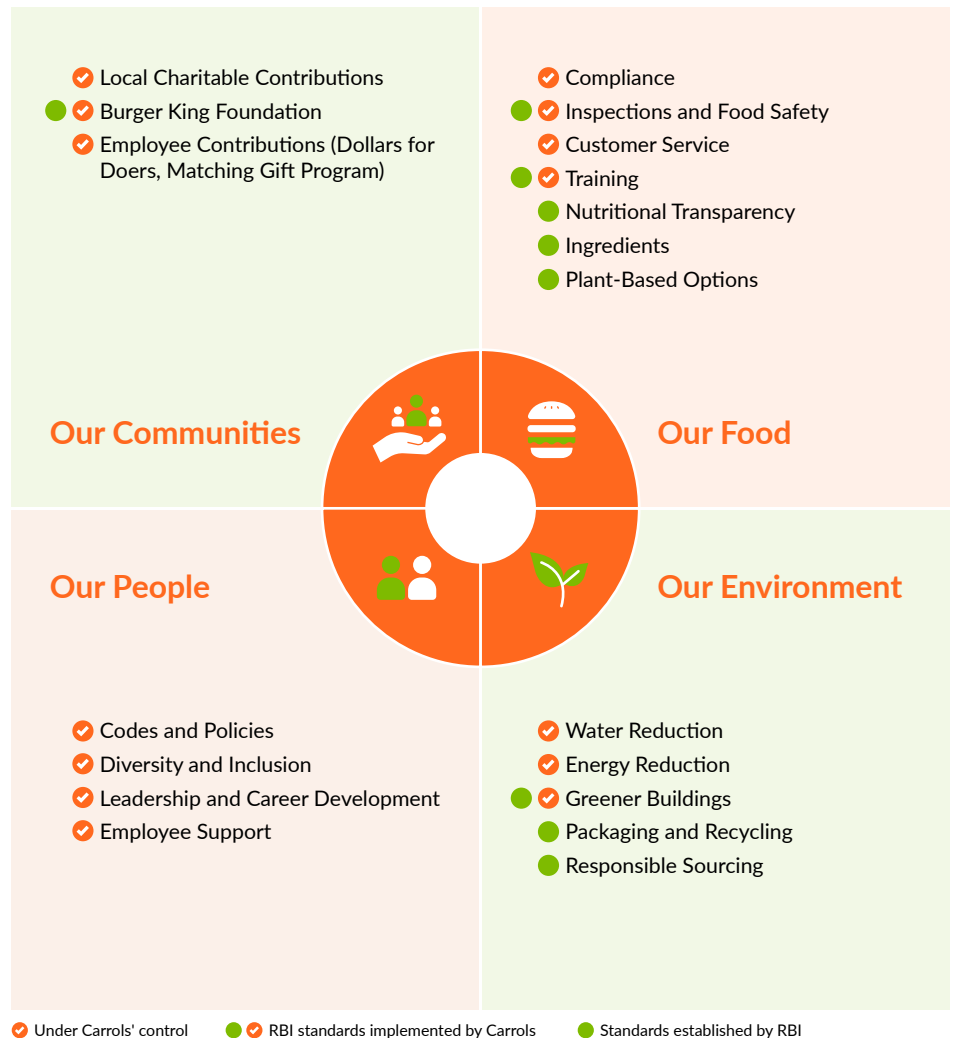 Local Charitable Contributions
Burger King Foundation
Employee Contributions (Dollars for
Doers, Matching Gift Program)
Our Communities
Compliance
Inspections and Food Safety
Customer Service
Training
Nutritional Transparency
Ingredients
Plant-Based Options
Our Food
Our People
Codes and Policies
Diversity and Inclusion
Leadership and Career Development
Employee Support
Our Environment
Water Reduction
Energy Reduction
Greener Buildings
Packaging and Recycling
Responsible Sourcing
Under Carrols' control
RBI standards implemented by Carrols
Standards established by RBI